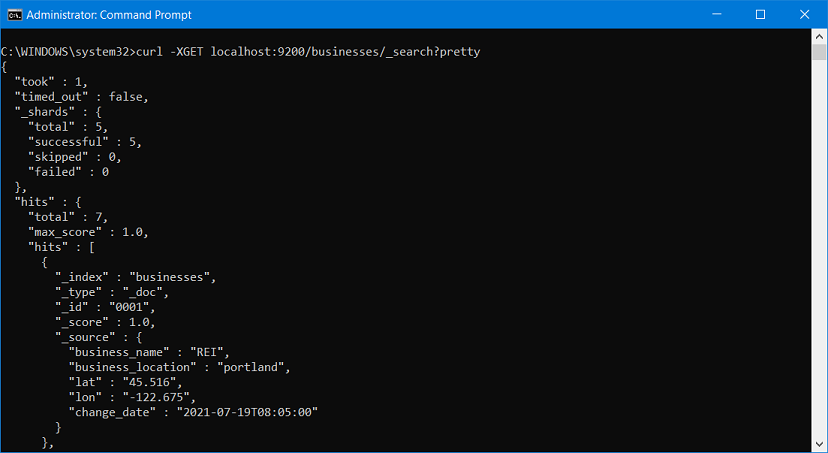 Administrator: Command Prompt
C:\WINDOWS\system32>curl -XGET localhost:9200/businesses/_search?pretty
{
  "took" : 1,
  "timed_out" : false,
  "_shards" : {
    "total" : 5,
    "successful" : 5,
    "skipped" : 0,
    "failed" : 0
  },
  "hits" : {
    "total" : 7,
    "max_score" : 1.0,
    "hits" : [
      {
        "_index" : "businesses",
        "_type" : "_doc",
        "_id" : "0001",
        "_score" : 1.0,
        "_source" : {
          "business_name" : "REI",
          "business_location" : "portland",
          "lat" : "45.516",
          "lon" : "-122.675",
          "change_date" : "2021-07-19T08:05:00"
        }
      },